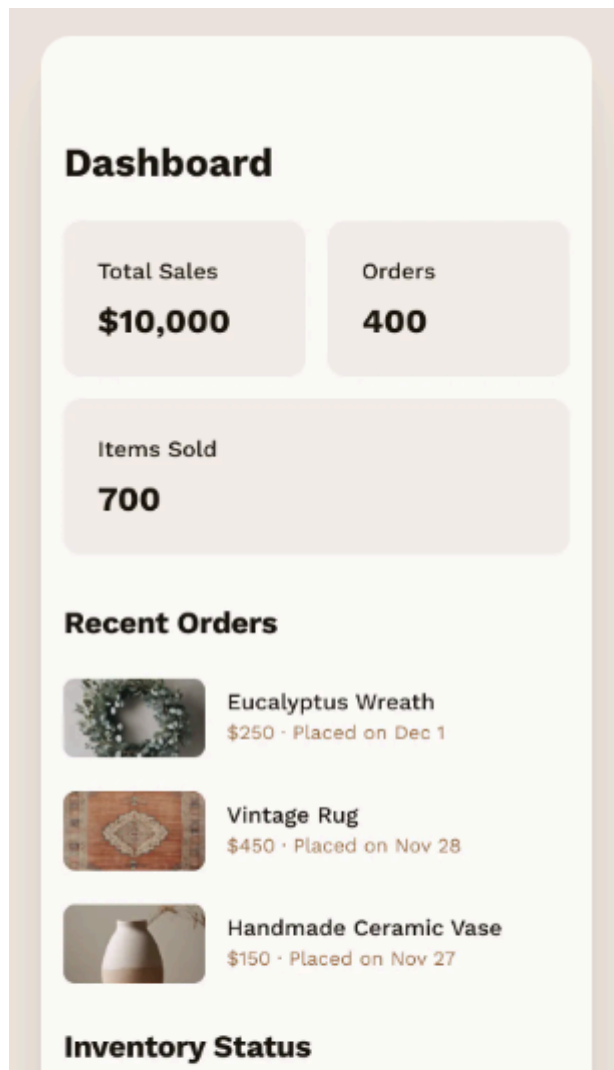 Dashboard
Total Sales
$10,000
Orders
400
Items Sold
700
Recent Orders
Eucalyptus Wreath
$250 · Placed on Dec 1
Vintage Rug
$450 · Placed on Nov 28
Handmade Ceramic Vase
$150 · Placed on Nov 27
Inventory Status